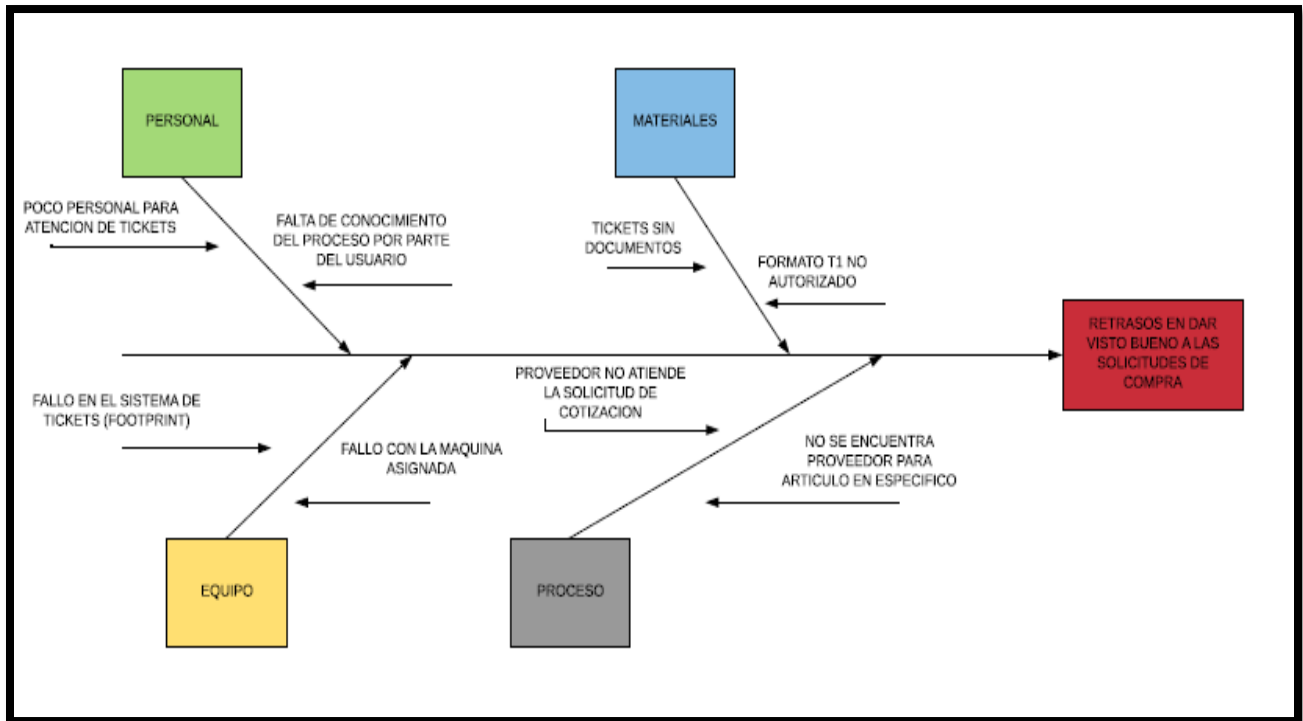 PERSONAL
MATERIALES
POCO PERSONAL PARA
ATENCION DE TICKETS
FALTA DE CONOCIMIENTO
DEL PROCESO POR PARTE
DEL USUARIO
TICKETS SIN
DOCUMENTOS
FORMATO T1 NO
AUTORIZADO
RETRASOS EN DAR
VISTO BUENO A LAS
SOLICITUDES DE
COMPRA
FALLO EN EL SISTEMA DE
TICKETS (FOOTPRINT)
FALLO CON LA MAQUINA
ASIGNADA
PROVEEDOR NO ATIENDE
LA SOLICITUD DE
COTIZACION
NO SE ENCUENTRA
PROVEEDOR PARA
ARTICULO EN ESPECIFICO
EQUIPO
PROCESO